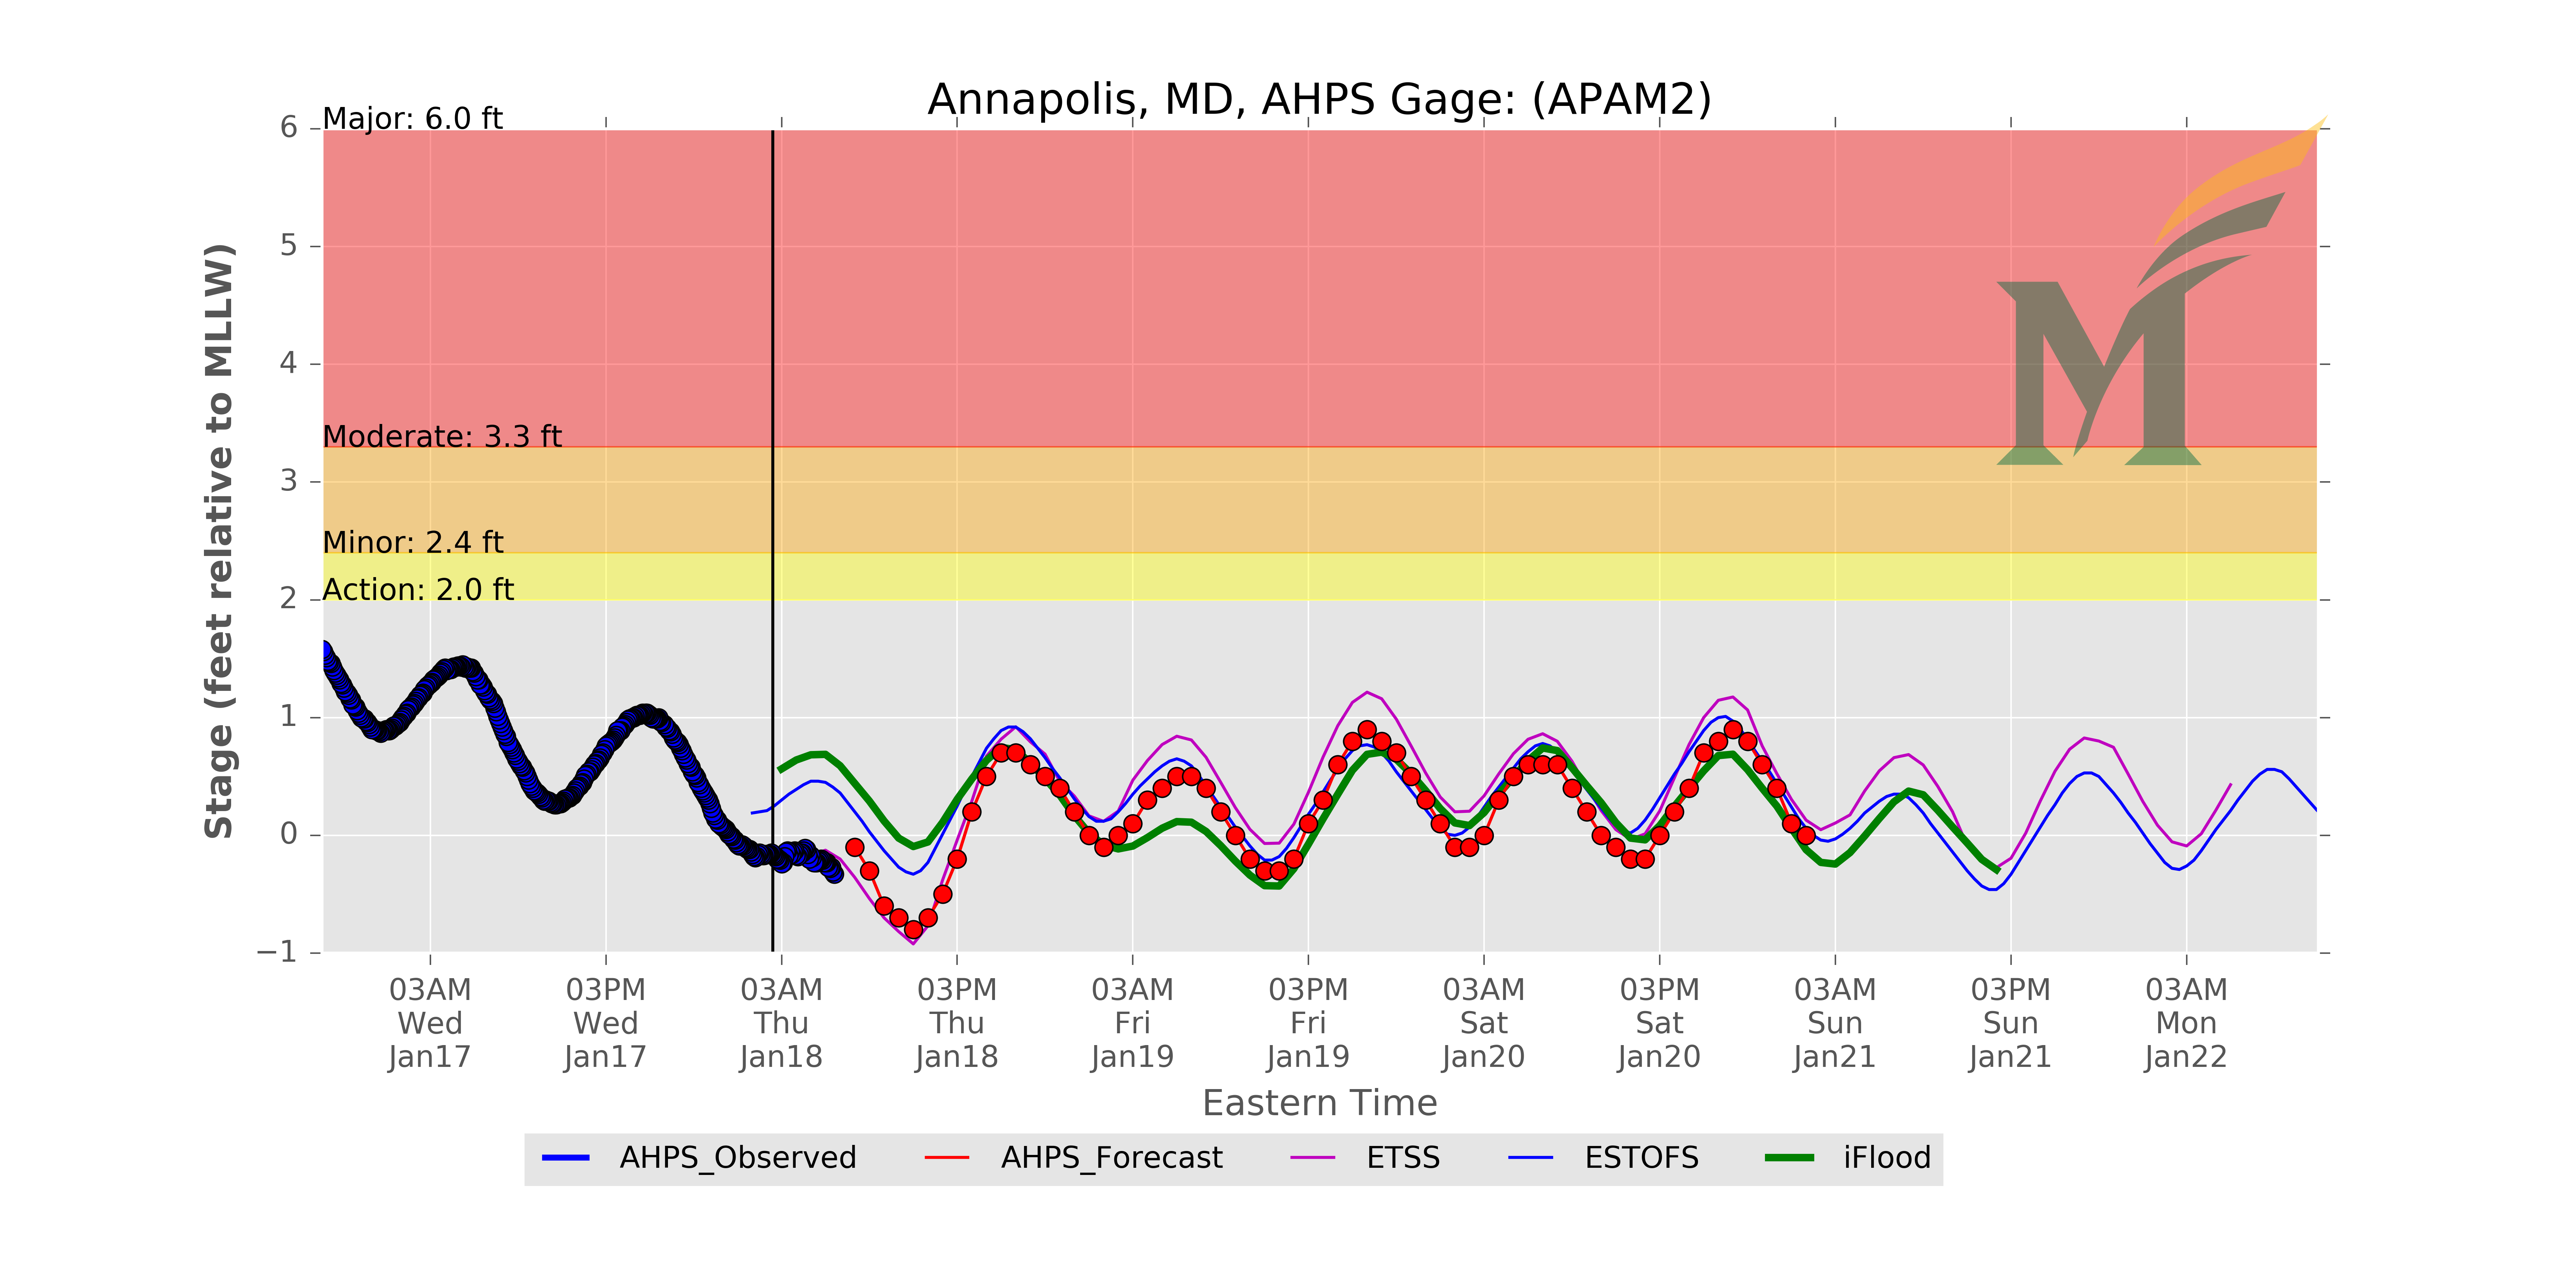 Annapolis, MD, AHPS Gage: (APAM2)
Major: 6.0 ft
Moderate: 3.3 ft
Minor: 2.4 ft
Action: 2.0 ft
Stage (feet relative to MLLW)
6
5
4
3
2
1
0
−1
03AM 03PM 03AM 03PM 03AM 03PM 03AM 03PM 03AM 03PM 03AM
Wed Wed Thu Thu Fri Fri Sat Sat Sun Sun Mon
Jan17 Jan17 Jan18 Jan18 Jan19 Jan19 Jan20 Jan20 Jan21 Jan21 Jan22
Eastern Time
AHPS_Observed AHPS_Forecast ETSS ESTOFS iFlood